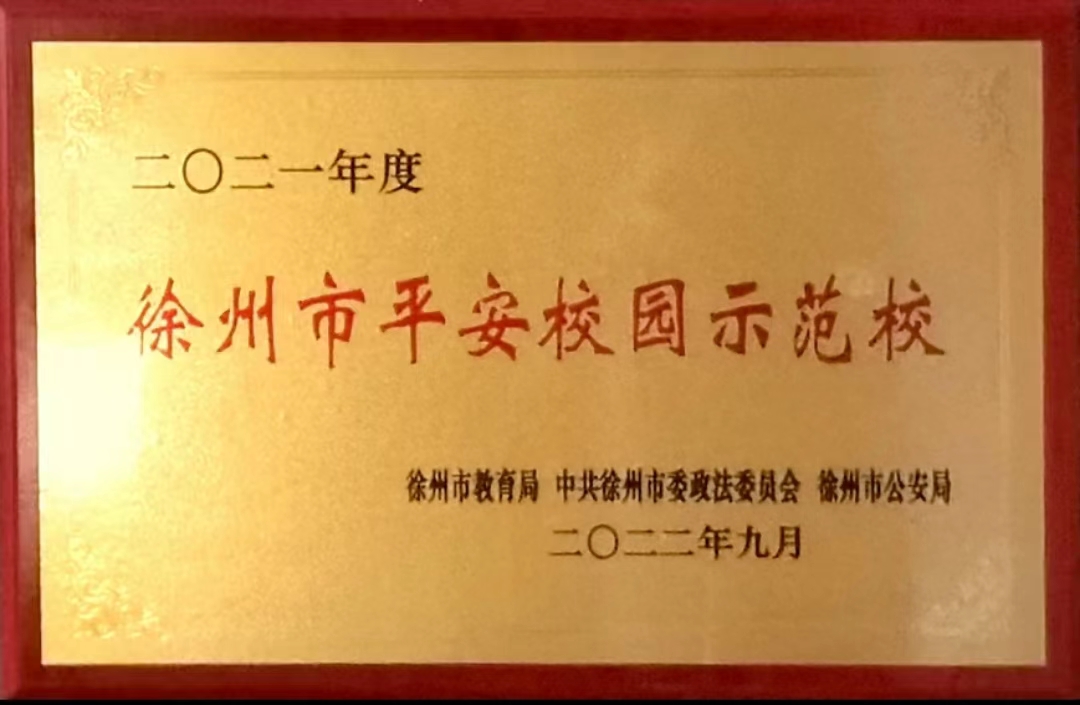 二〇二一年度
徐州市平安校园示范校
徐州市教育局 中共徐州市委政法委员会 徐州市公安局
二〇二二年九月